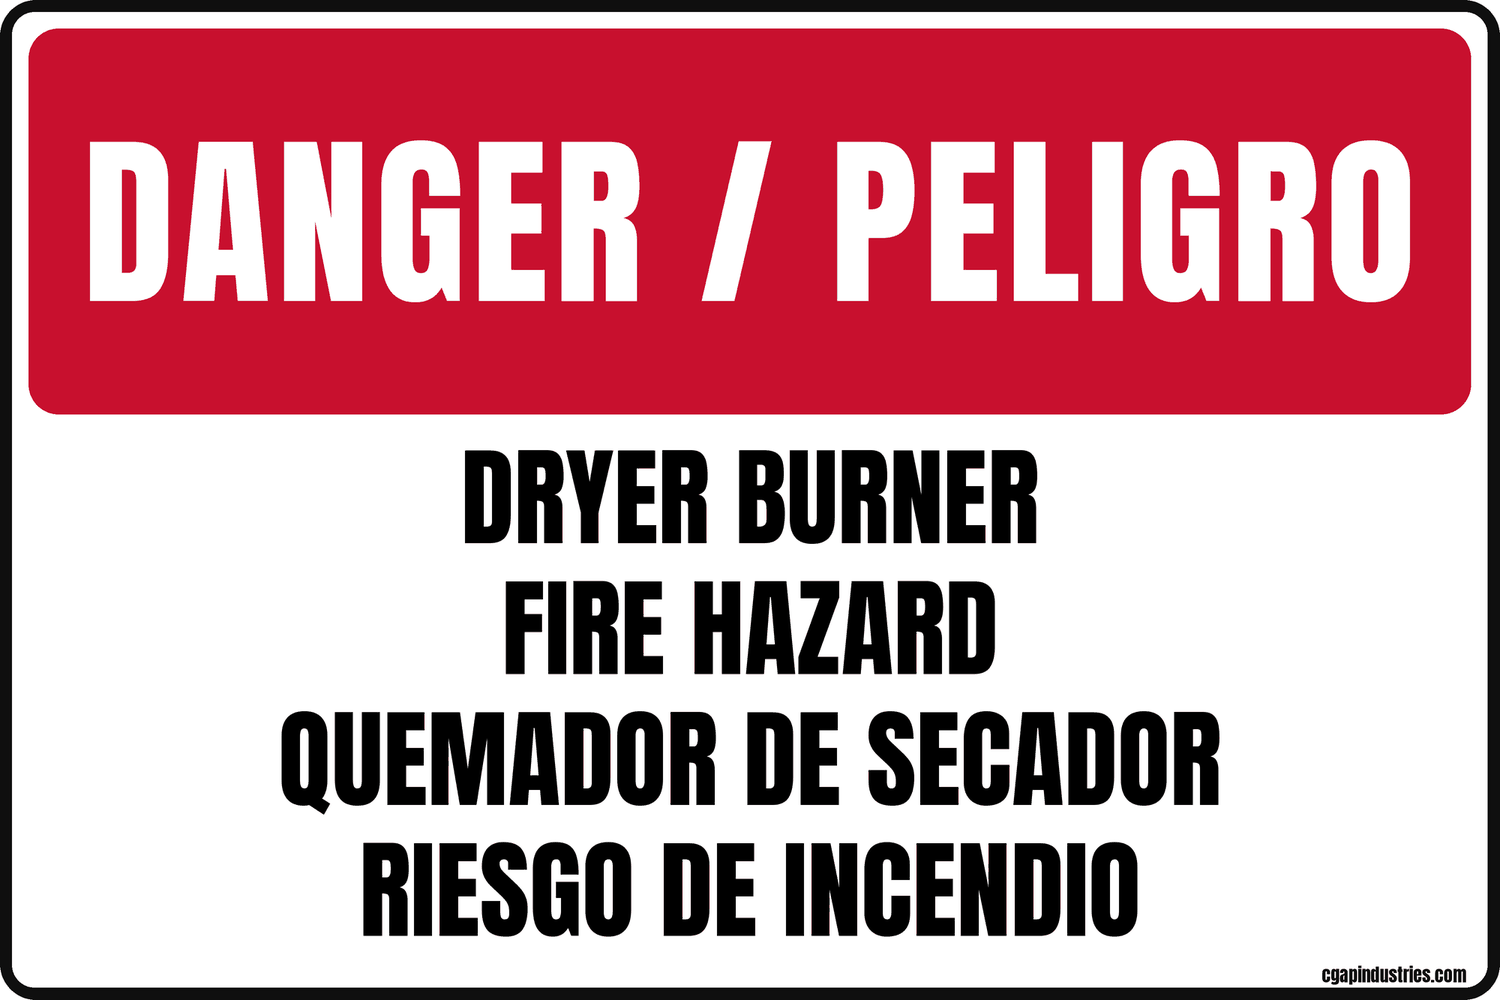 DANGER / PELIGRO
DRYER BURNER
FIRE HAZARD
QUEMADOR DE SECADOR
RIESGO DE INCENDIO
cgapindustries.com